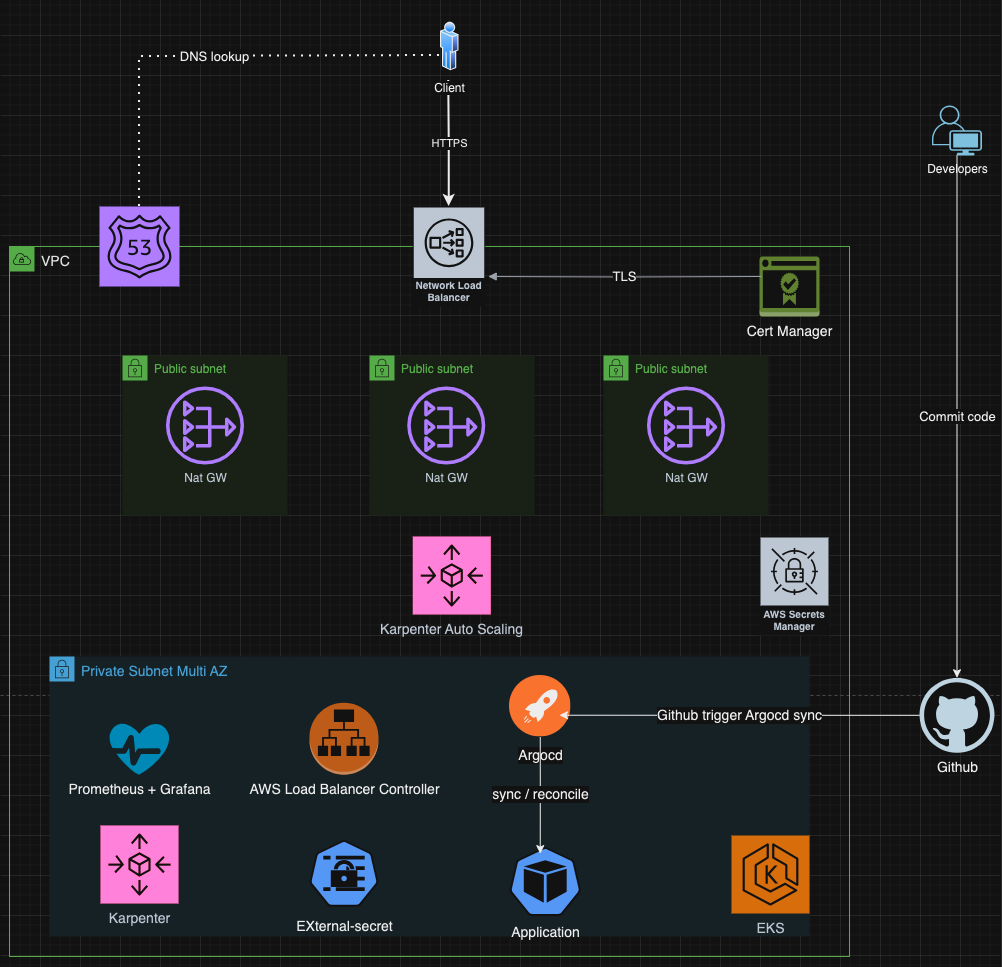 DNS lookup
Client
HTTPS
Developers
53
VPC
Network Load
Balancer
TLS
Cert Manager
Public subnet
Public subnet
Public subnet
Nat GW
Nat GW
Nat GW
Commit code
Karpenter Auto Scaling
AWS Secrets
Manager
Private Subnet Multi AZ
Github trigger Argocd sync
Argocd
Github
Prometheus + Grafana
AWS Load Balancer Controller
sync / reconcile
K
Karpenter
EXternal-secret
Application
EKS